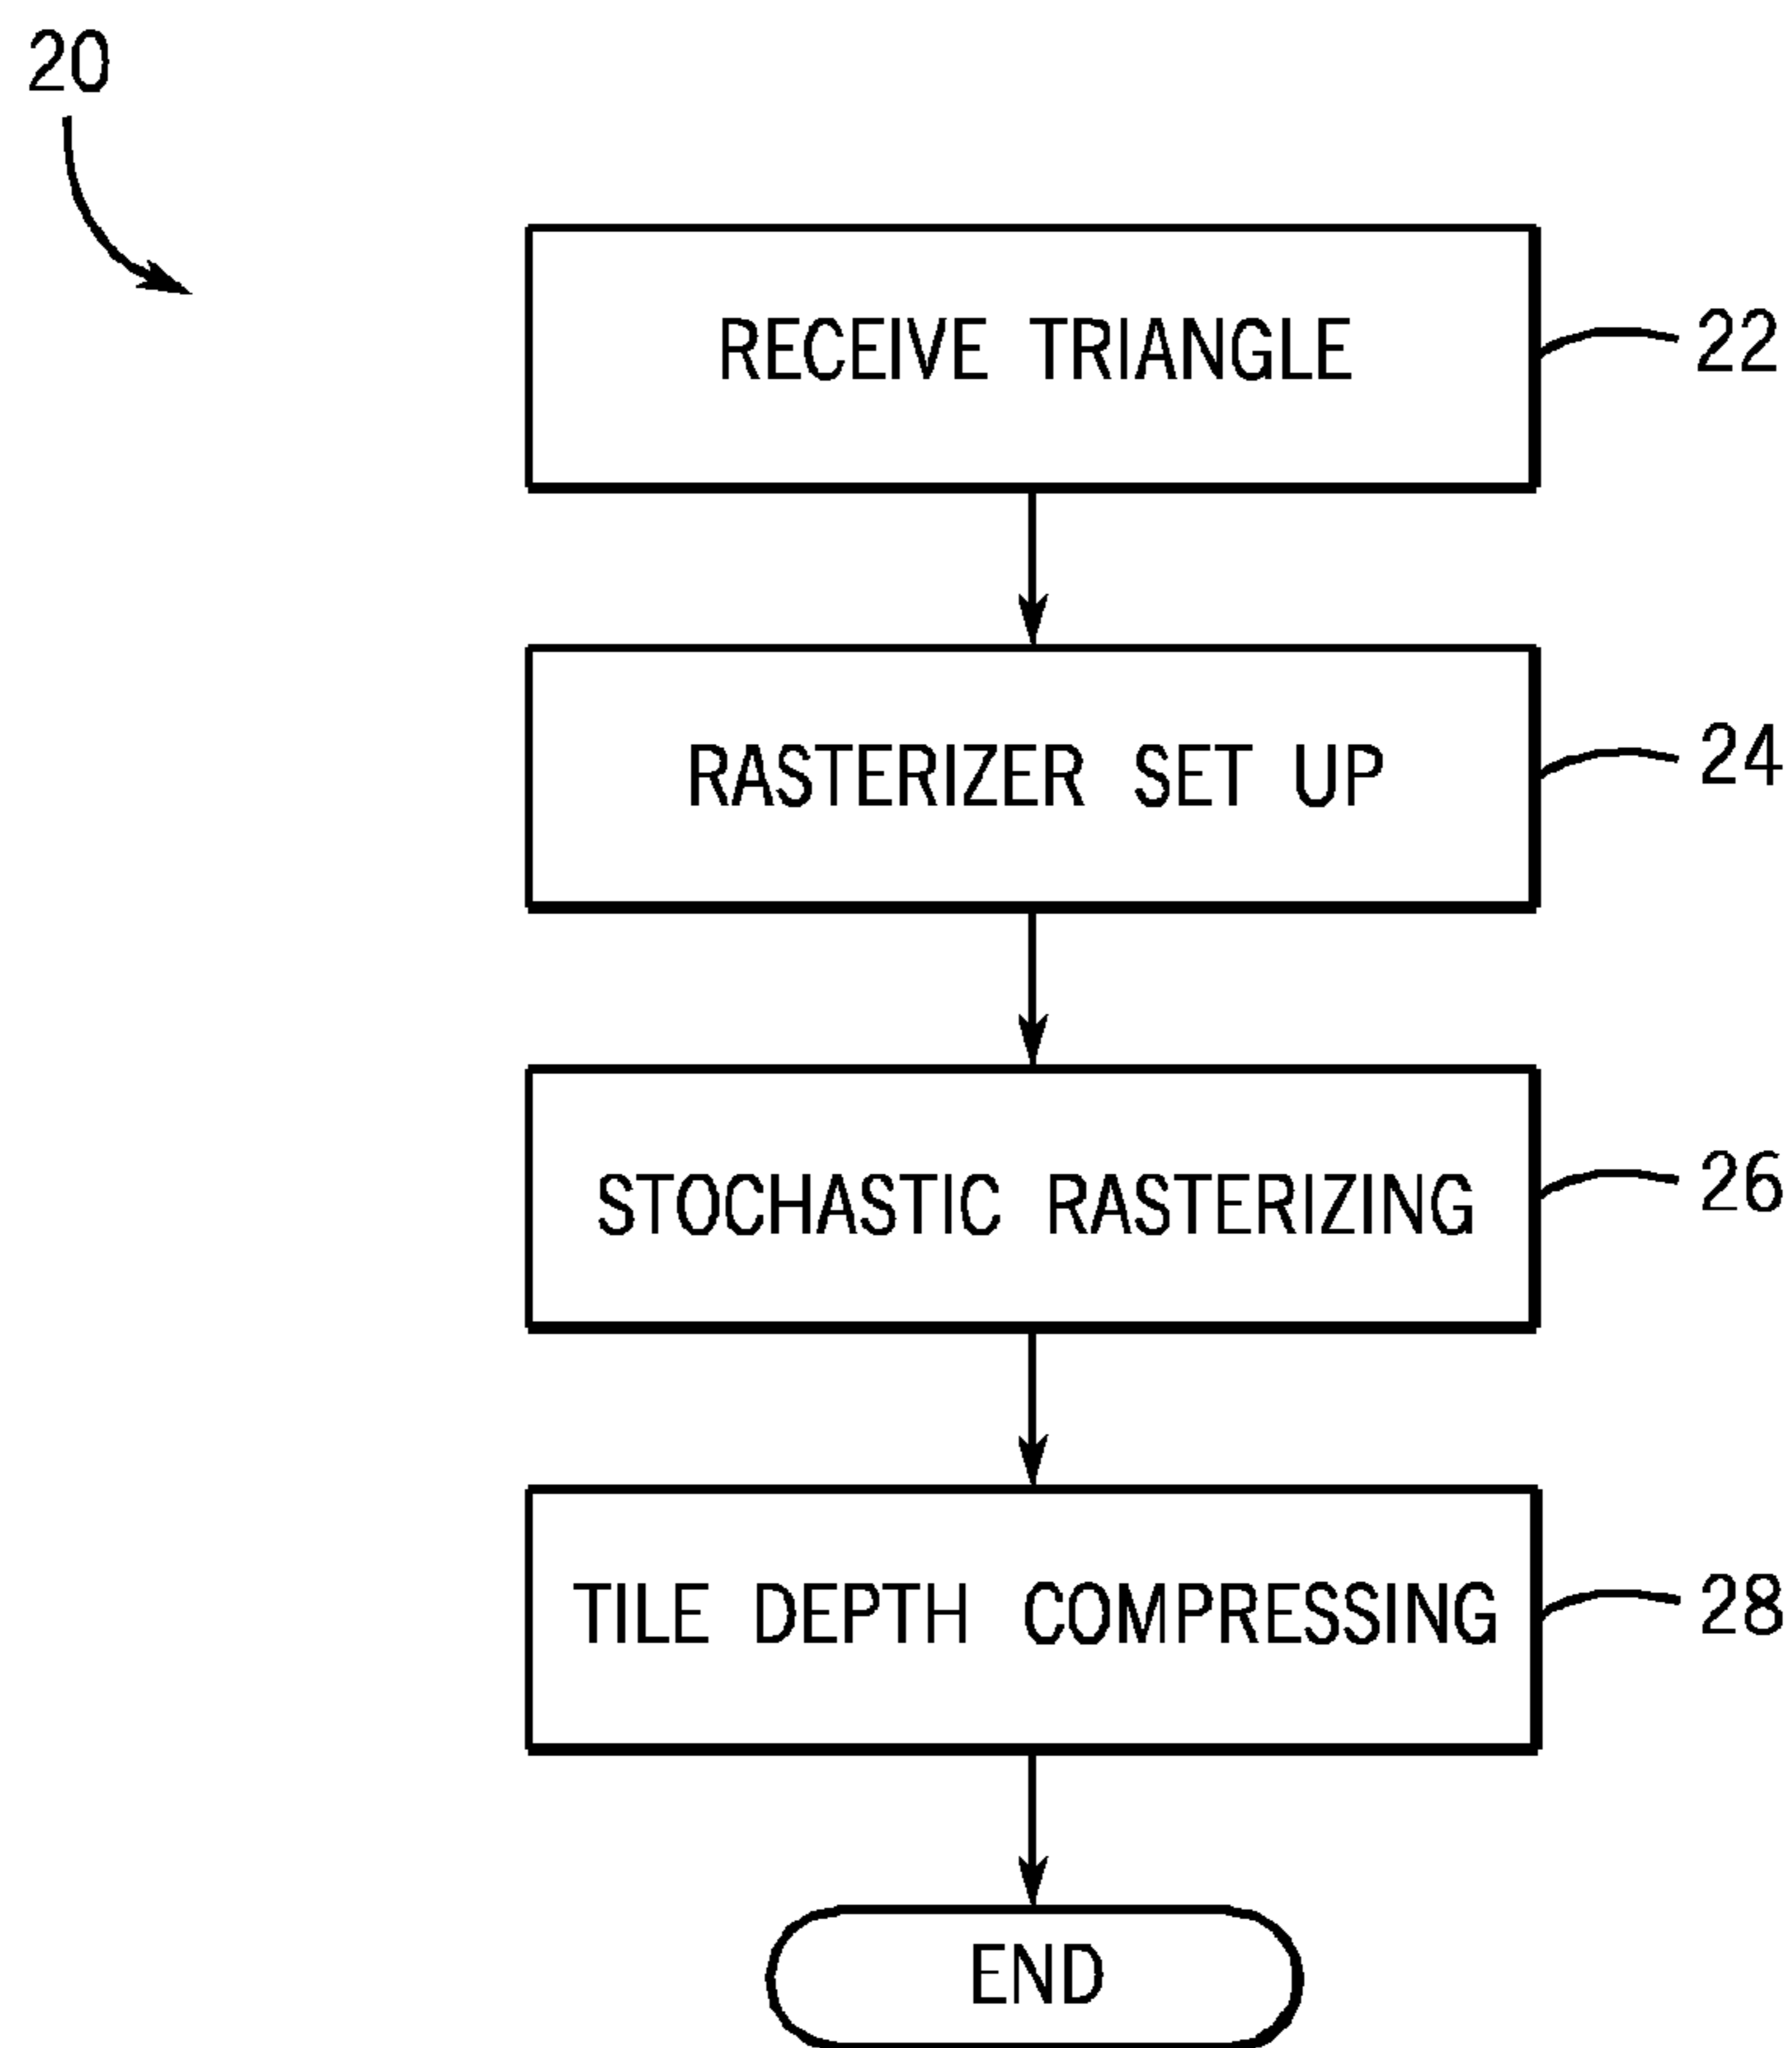 20
RECEIVE TRIANGLE
22
RASTERIZER SET UP
24
STOCHASTIC RASTERIZING
26
TILE DEPTH COMPRESSING
28
END